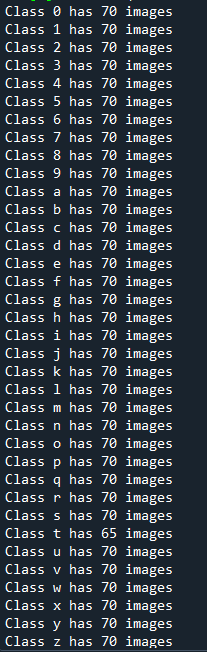 Class 0 has 70 images
Class 1 has 70 images
Class 2 has 70 images
Class 3 has 70 images
Class 4 has 70 images
Class 5 has 70 images
Class 6 has 70 images
Class 7 has 70 images
Class 8 has 70 images
Class 9 has 70 images
Class a has 70 images
Class b has 70 images
Class c has 70 images
Class d has 70 images
Class e has 70 images
Class f has 70 images
Class g has 70 images
Class h has 70 images
Class i has 70 images
Class j has 70 images
Class k has 70 images
Class l has 70 images
Class m has 70 images
Class n has 70 images
Class o has 70 images
Class p has 70 images
Class q has 70 images
Class r has 70 images
Class s has 70 images
Class t has 65 images
Class u has 70 images
Class v has 70 images
Class w has 70 images
Class x has 70 images
Class y has 70 images
Class z has 70 images